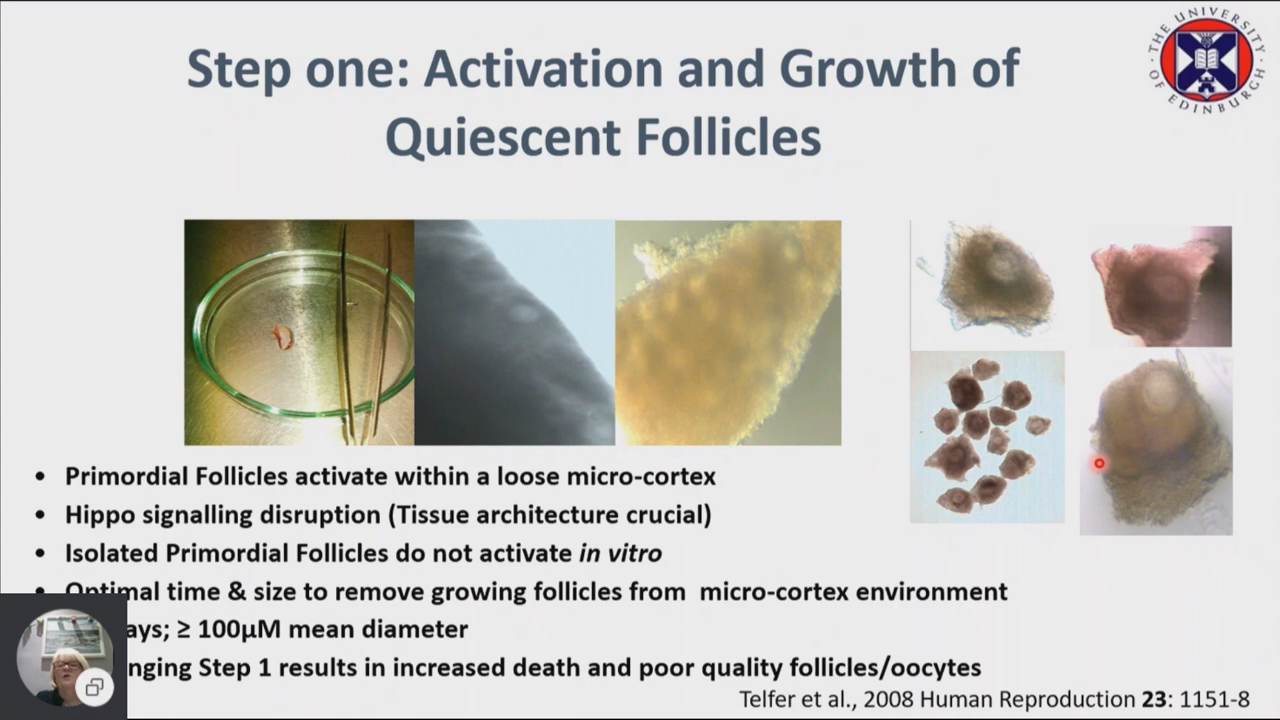 THE UNIVERSITY OF EDINBURGH
Step one: Activation and Growth of
Quiescent Follicles
• Primordial Follicles activate within a loose micro-cortex
• Hippo signalling disruption (Tissue architecture crucial)
• Isolated Primordial Follicles do not activate in vitro
• Optimal time & size to remove growing follicles from micro-cortex environment
≥ 100µM mean diameter
Step 1 results in increased death and poor quality follicles/oocytes
Telfer et al., 2008 Human Reproduction 23: 1151-8